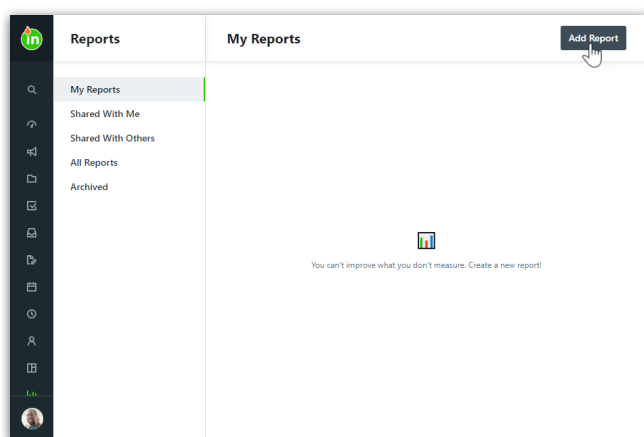 in
Reports
My Reports
Add Report
My Reports
Shared With Me
Shared With Others
All Reports
Archived
You can't improve what you don't measure. Create a new report!